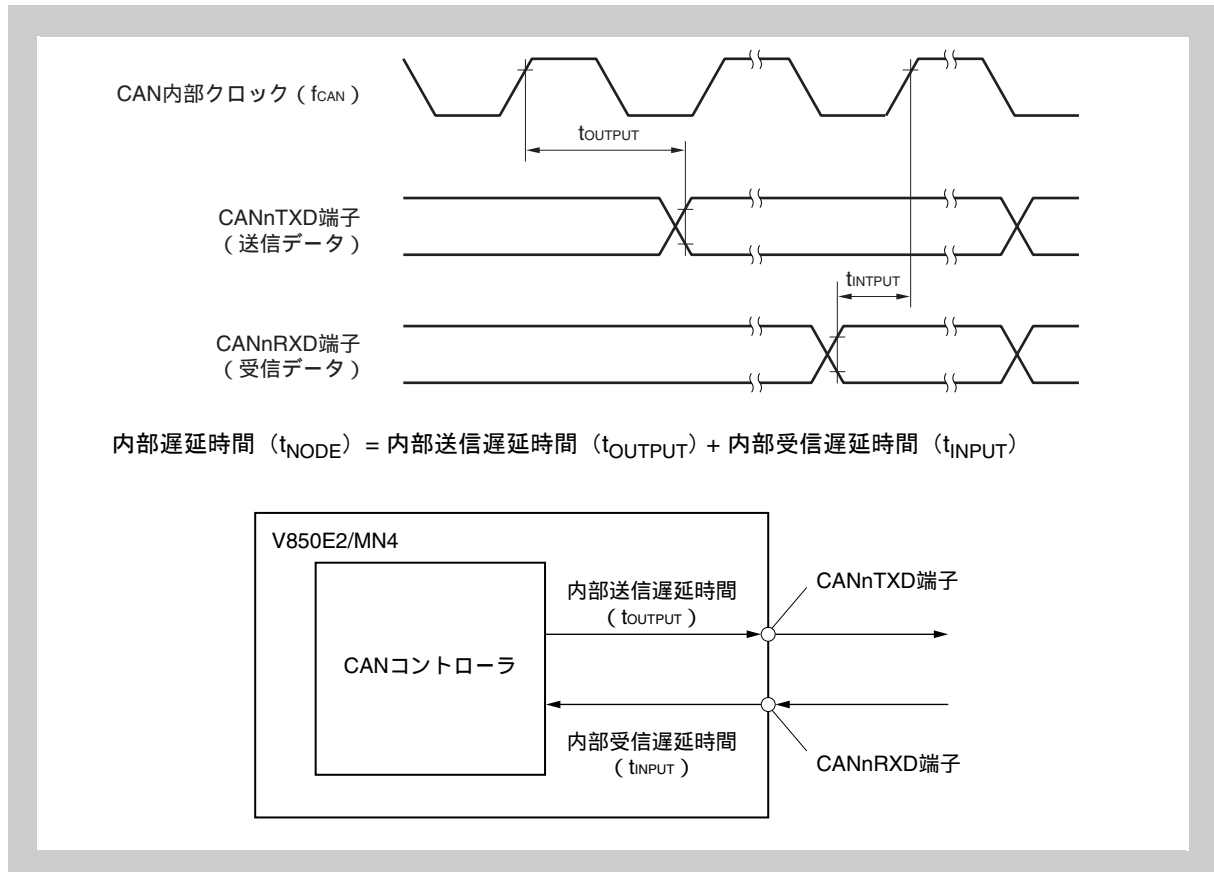 CAN内部クロック（fCAN）
tOUTPUT
CANnTXD端子
（送信データ）
tINTPUT
CANnRXD端子
（受信データ）
内部遅延時間（tNODE）= 内部送信遅延時間（tOUTPUT）+ 内部受信遅延時間（tINPUT）
V850E2/MN4
CANコントローラ
内部送信遅延時間
（tOUTPUT）
CANnTXD端子
内部受信遅延時間
（tINPUT）
CANnRXD端子